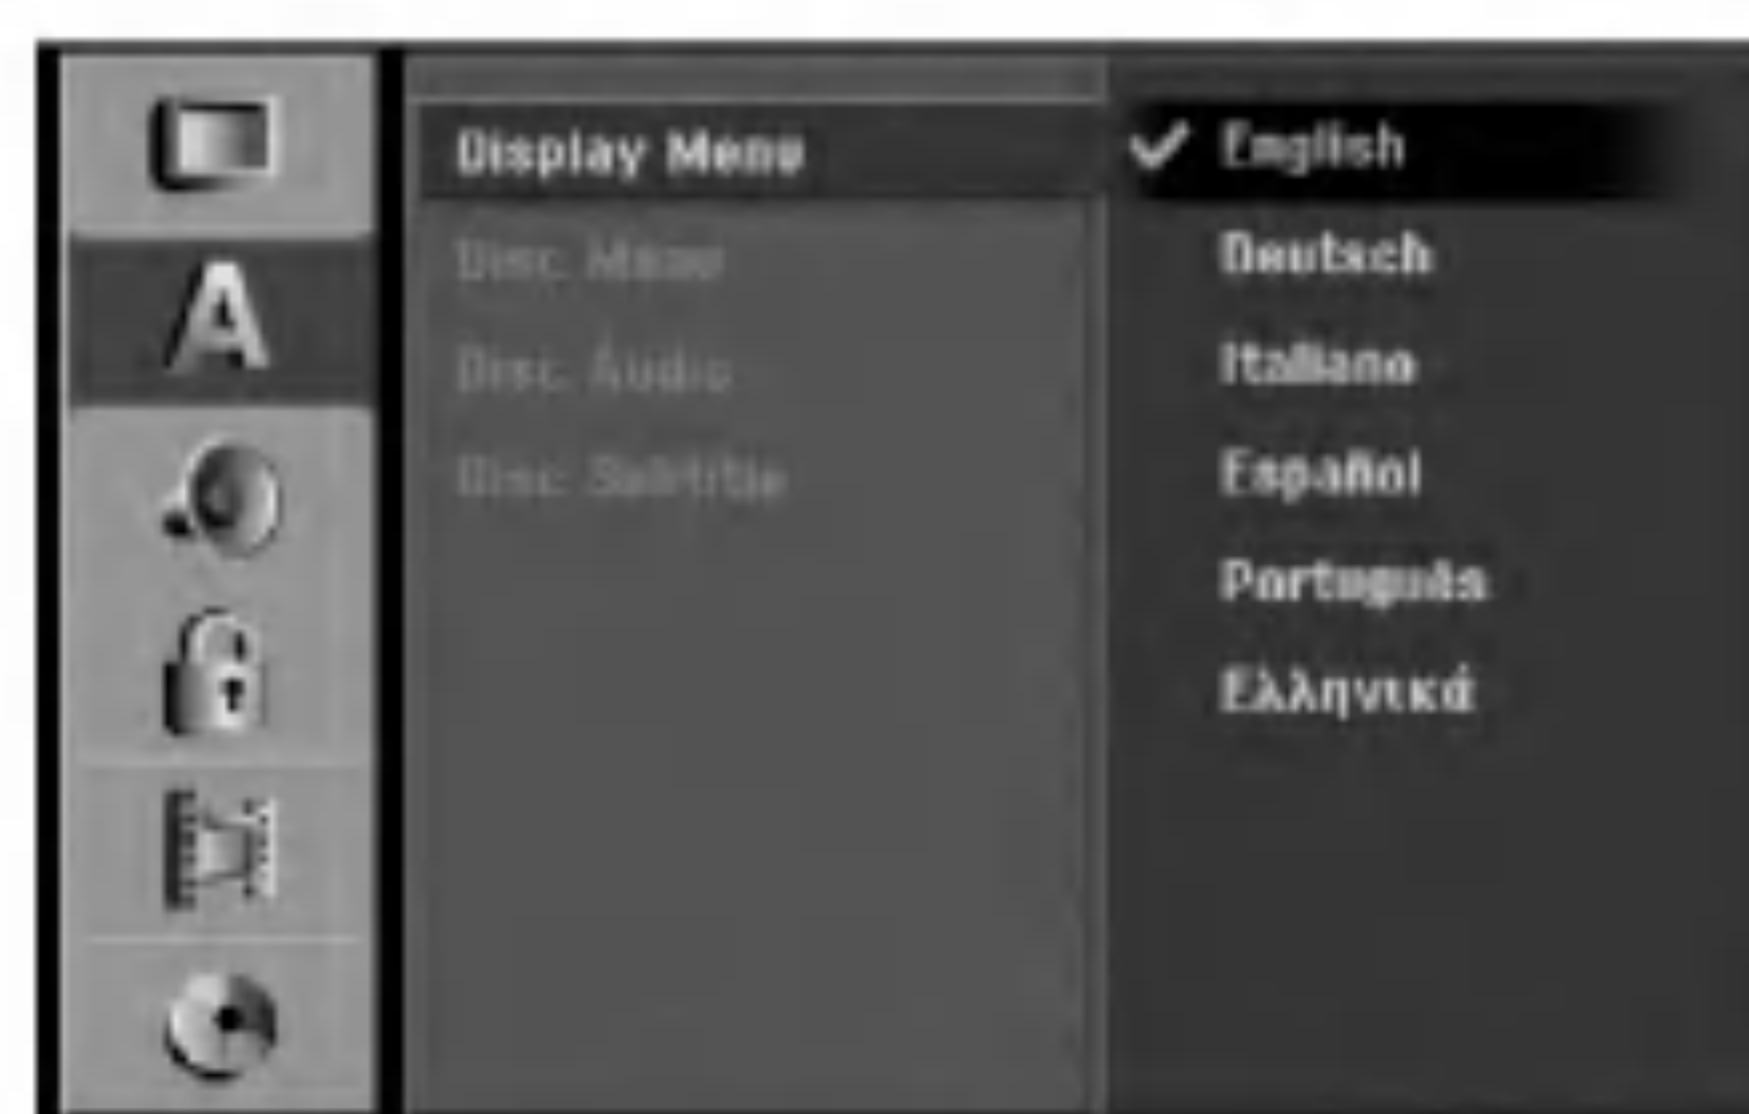 A
Display Menu
Disc Menu
Disc Audio
Disc Subtitle
English
Deutsch
Italiano
Español
Português
Ελληνικά